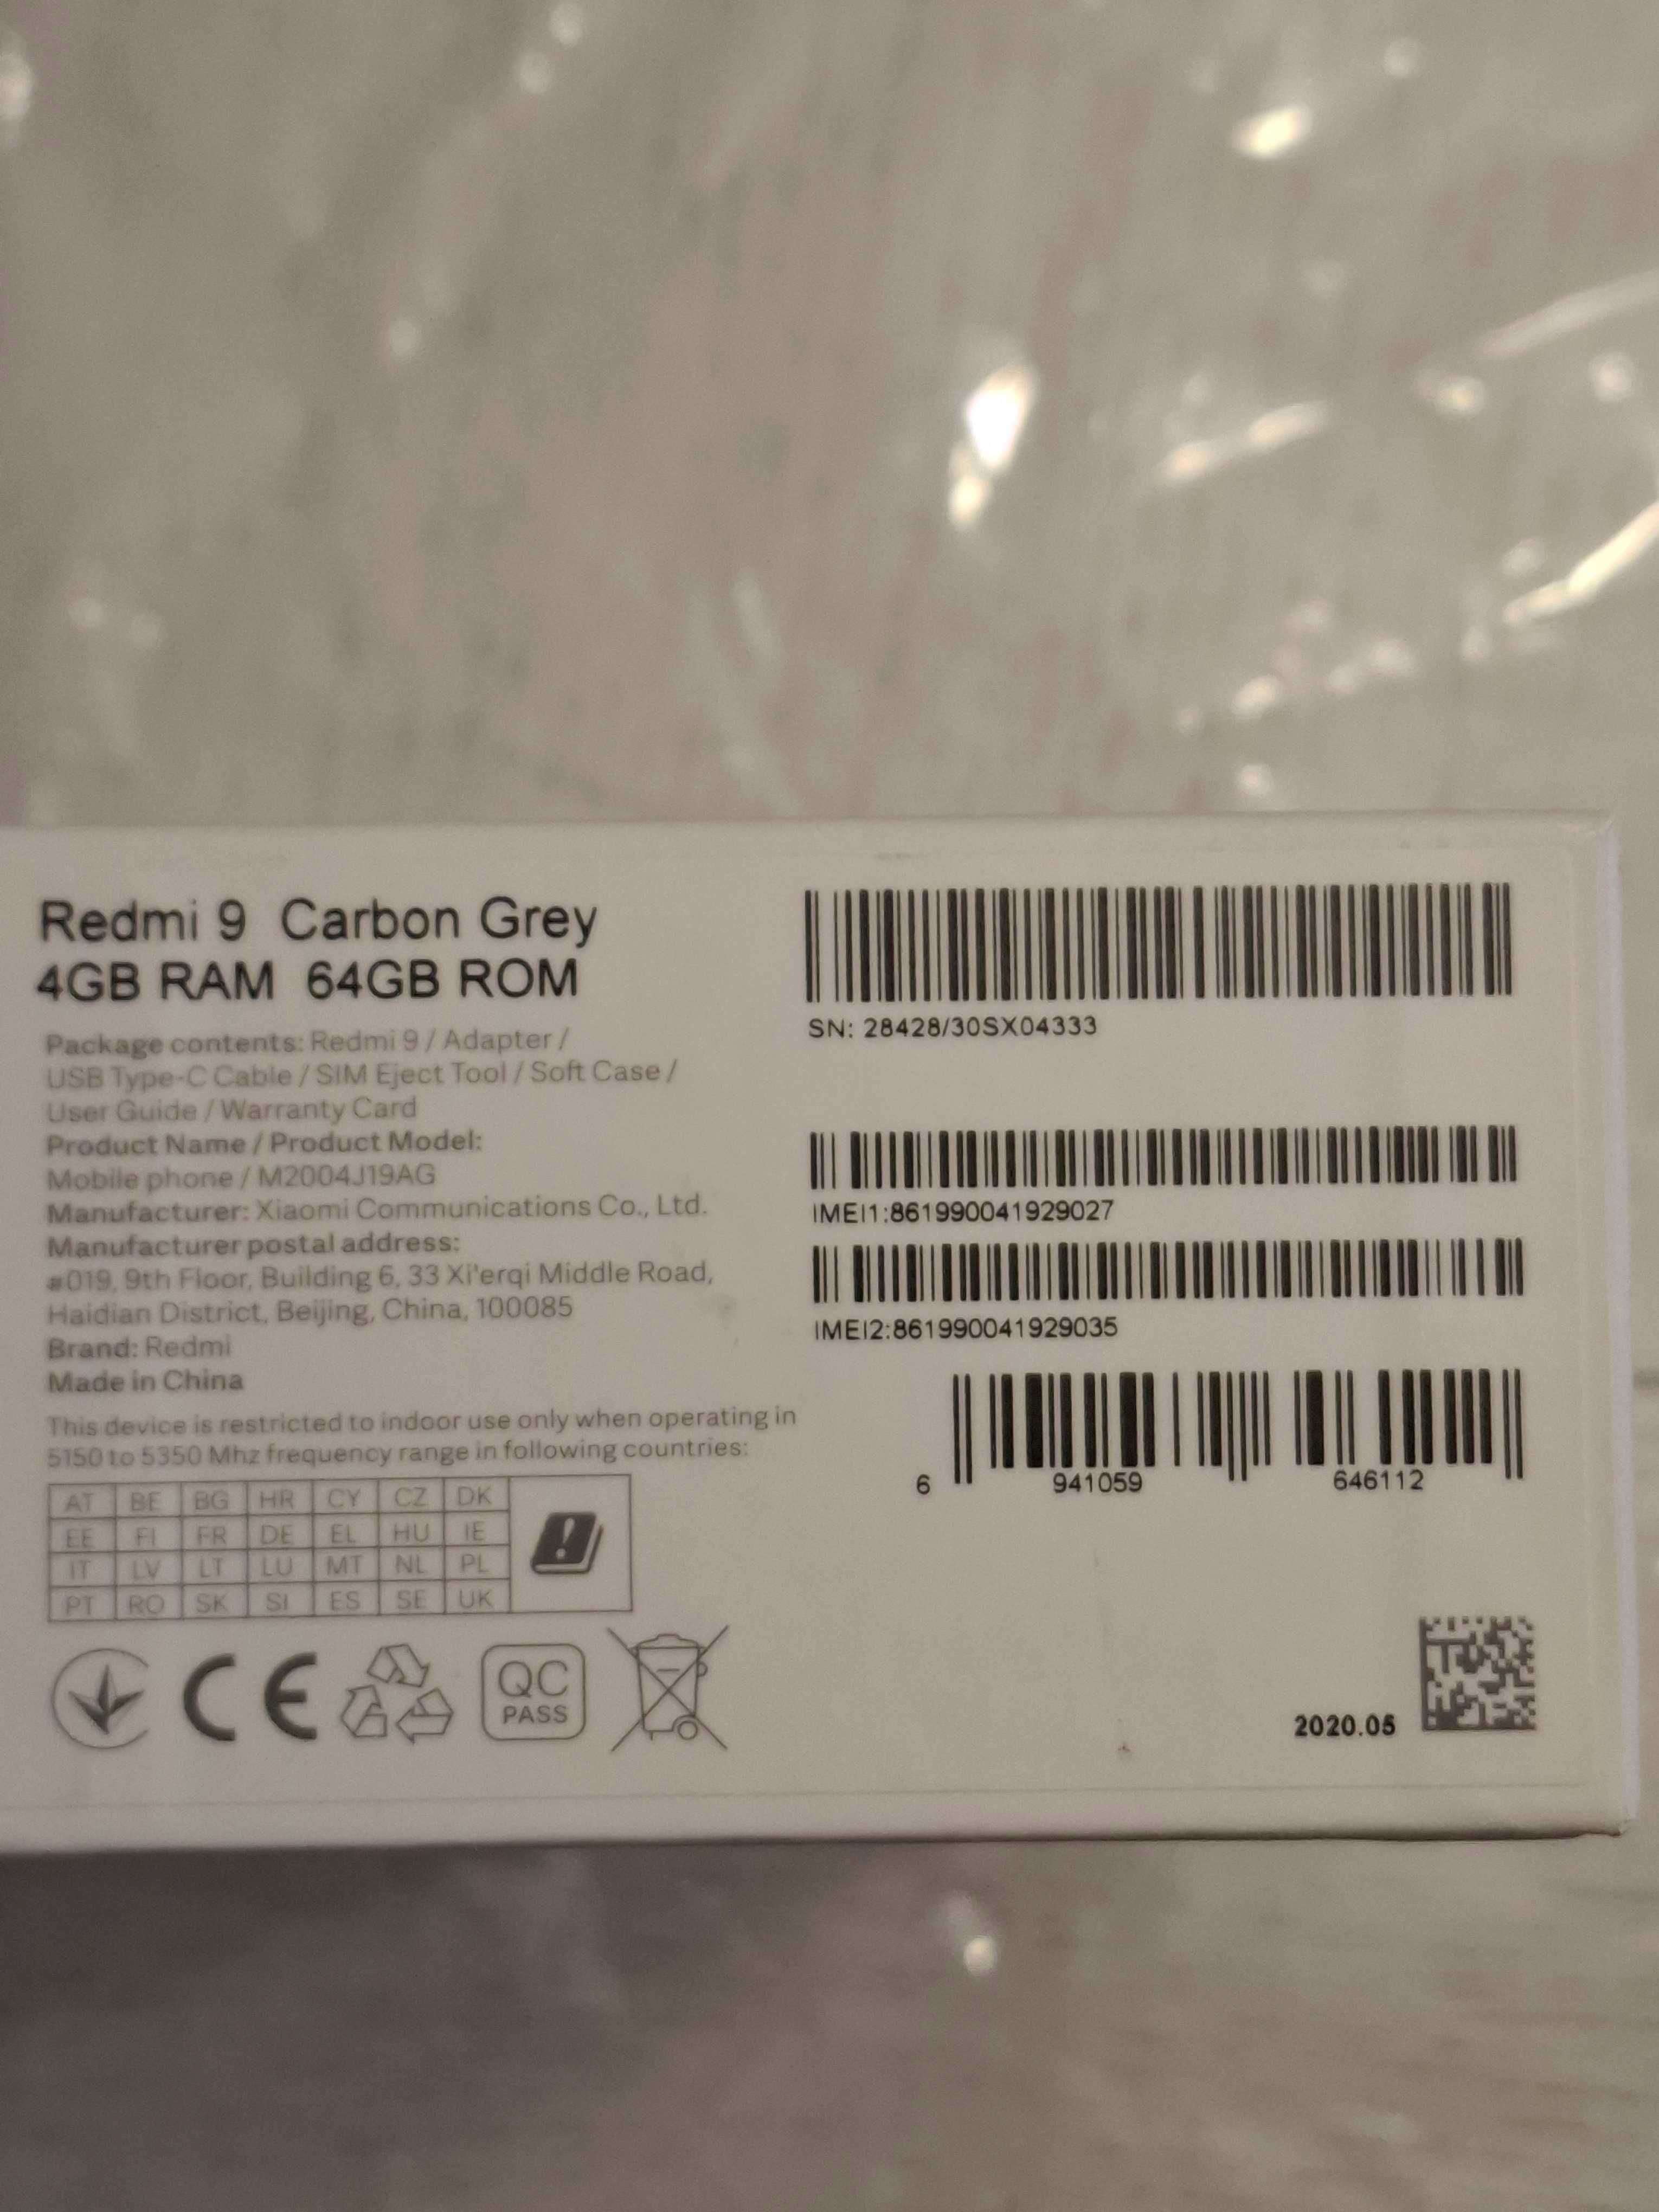 Redmi 9 Carbon Grey
4GB RAM 64GB ROM
Package contents: Redmi 9 / Adapter /
USB Type-C Cable / SIM Eject Tool / Soft Case /
User Guide / Warranty Card
Product Name / Product Model:
Mobile phone / M2004J19AG
Manufacturer: Xiaomi Communications Co., Ltd.
Manufacturer postal address:
#019, 9th Floor, Building 6, 33 Xi'erqi Middle Road,
Haidian District, Beijing, China, 100085
Brand: Redmi
Made in China
This device is restricted to indoor use only when operating in
5150 to 5350 Mhz frequency range in following countries:
AT BE BG HR CY CZ DK
EE FI FR DE EL HU IE
IT LV LT LU MT NL PL
PT RO SK SI ES SE UK
CE
QC
PASS
SN: 28428/30SX04333
IMEI1:861990041929027
IMEI2:861990041929035
6 941059 646112
2020.05